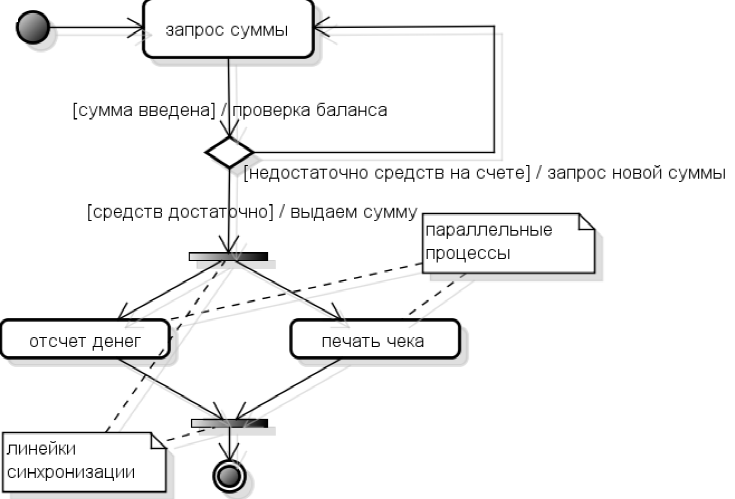 запрос суммы
[сумма введена] / проверка баланса
[недостаточно средств на счете] / запрос новой суммы
[средств достаточно] / выдаем сумму
параллельные
процессы
отсчет денег
печать чека
линейки
синхронизации